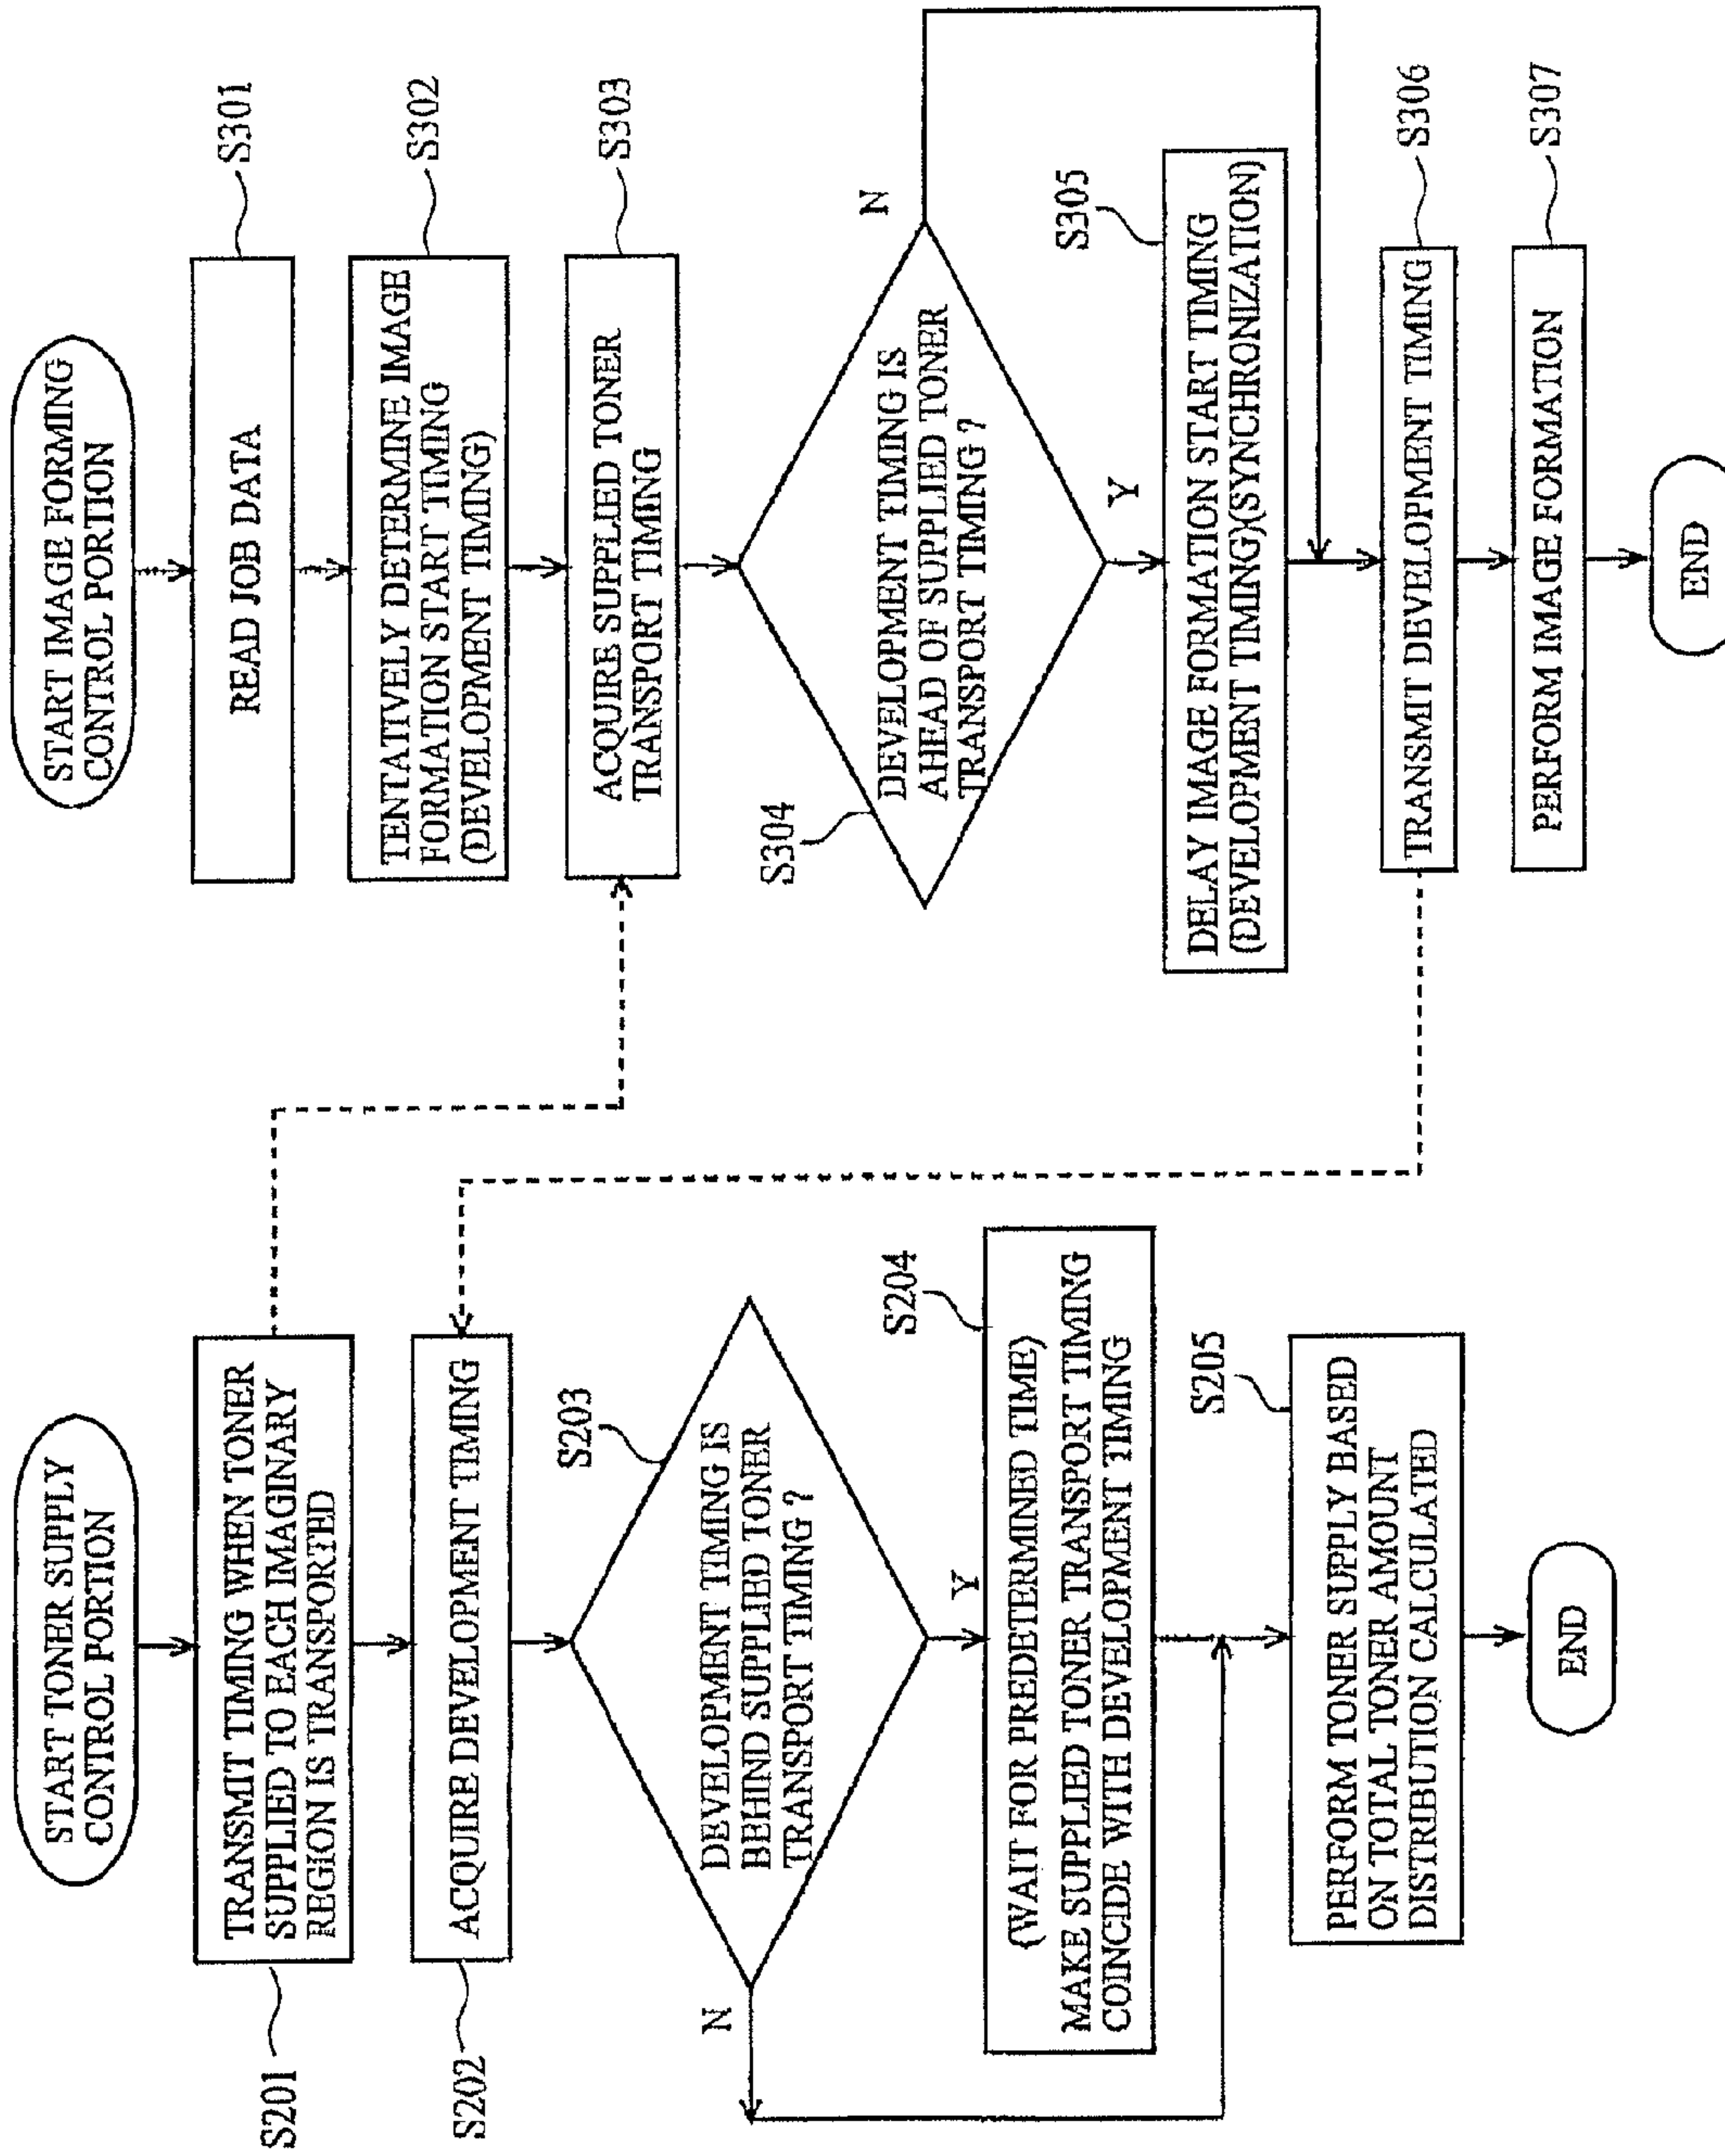 START TONER SUPPLY
CONTROL PORTION
S201
TRANSMIT TIMING WHEN TONER
SUPPLIED TO EACH IMAGINARY
REGION IS TRANSPORTED
S202
ACQUIRE DEVELOPMENT TIMING
S203
DEVELOPMENT TIMING IS
BEHIND SUPPLIED TONER
TRANSPORT TIMING ?
N
Y
S204
(WAIT FOR PREDETERMINED TIME)
MAKE SUPPLIED TONER TRANSPORT TIMING
COINCIDE WITH DEVELOPMENT TIMING
S205
PERFORM TONER SUPPLY BASED
ON TOTAL TONER AMOUNT
DISTRIBUTION CALCULATED
END
START IMAGE FORMING
CONTROL PORTION
S301
READ JOB DATA
S302
TENTATIVELY DETERMINE IMAGE
FORMATION START TIMING
(DEVELOPMENT TIMING)
S303
ACQUIRE SUPPLIED TONER
TRANSPORT TIMING
S304
DEVELOPMENT TIMING IS
AHEAD OF SUPPLIED TONER
TRANSPORT TIMING ?
N
Y
S305
DELAY IMAGE FORMATION START TIMING
(DEVELOPMENT TIMING)(SYNCHRONIZATION)
S306
TRANSMIT DEVELOPMENT TIMING
S307
PERFORM IMAGE FORMATION
END